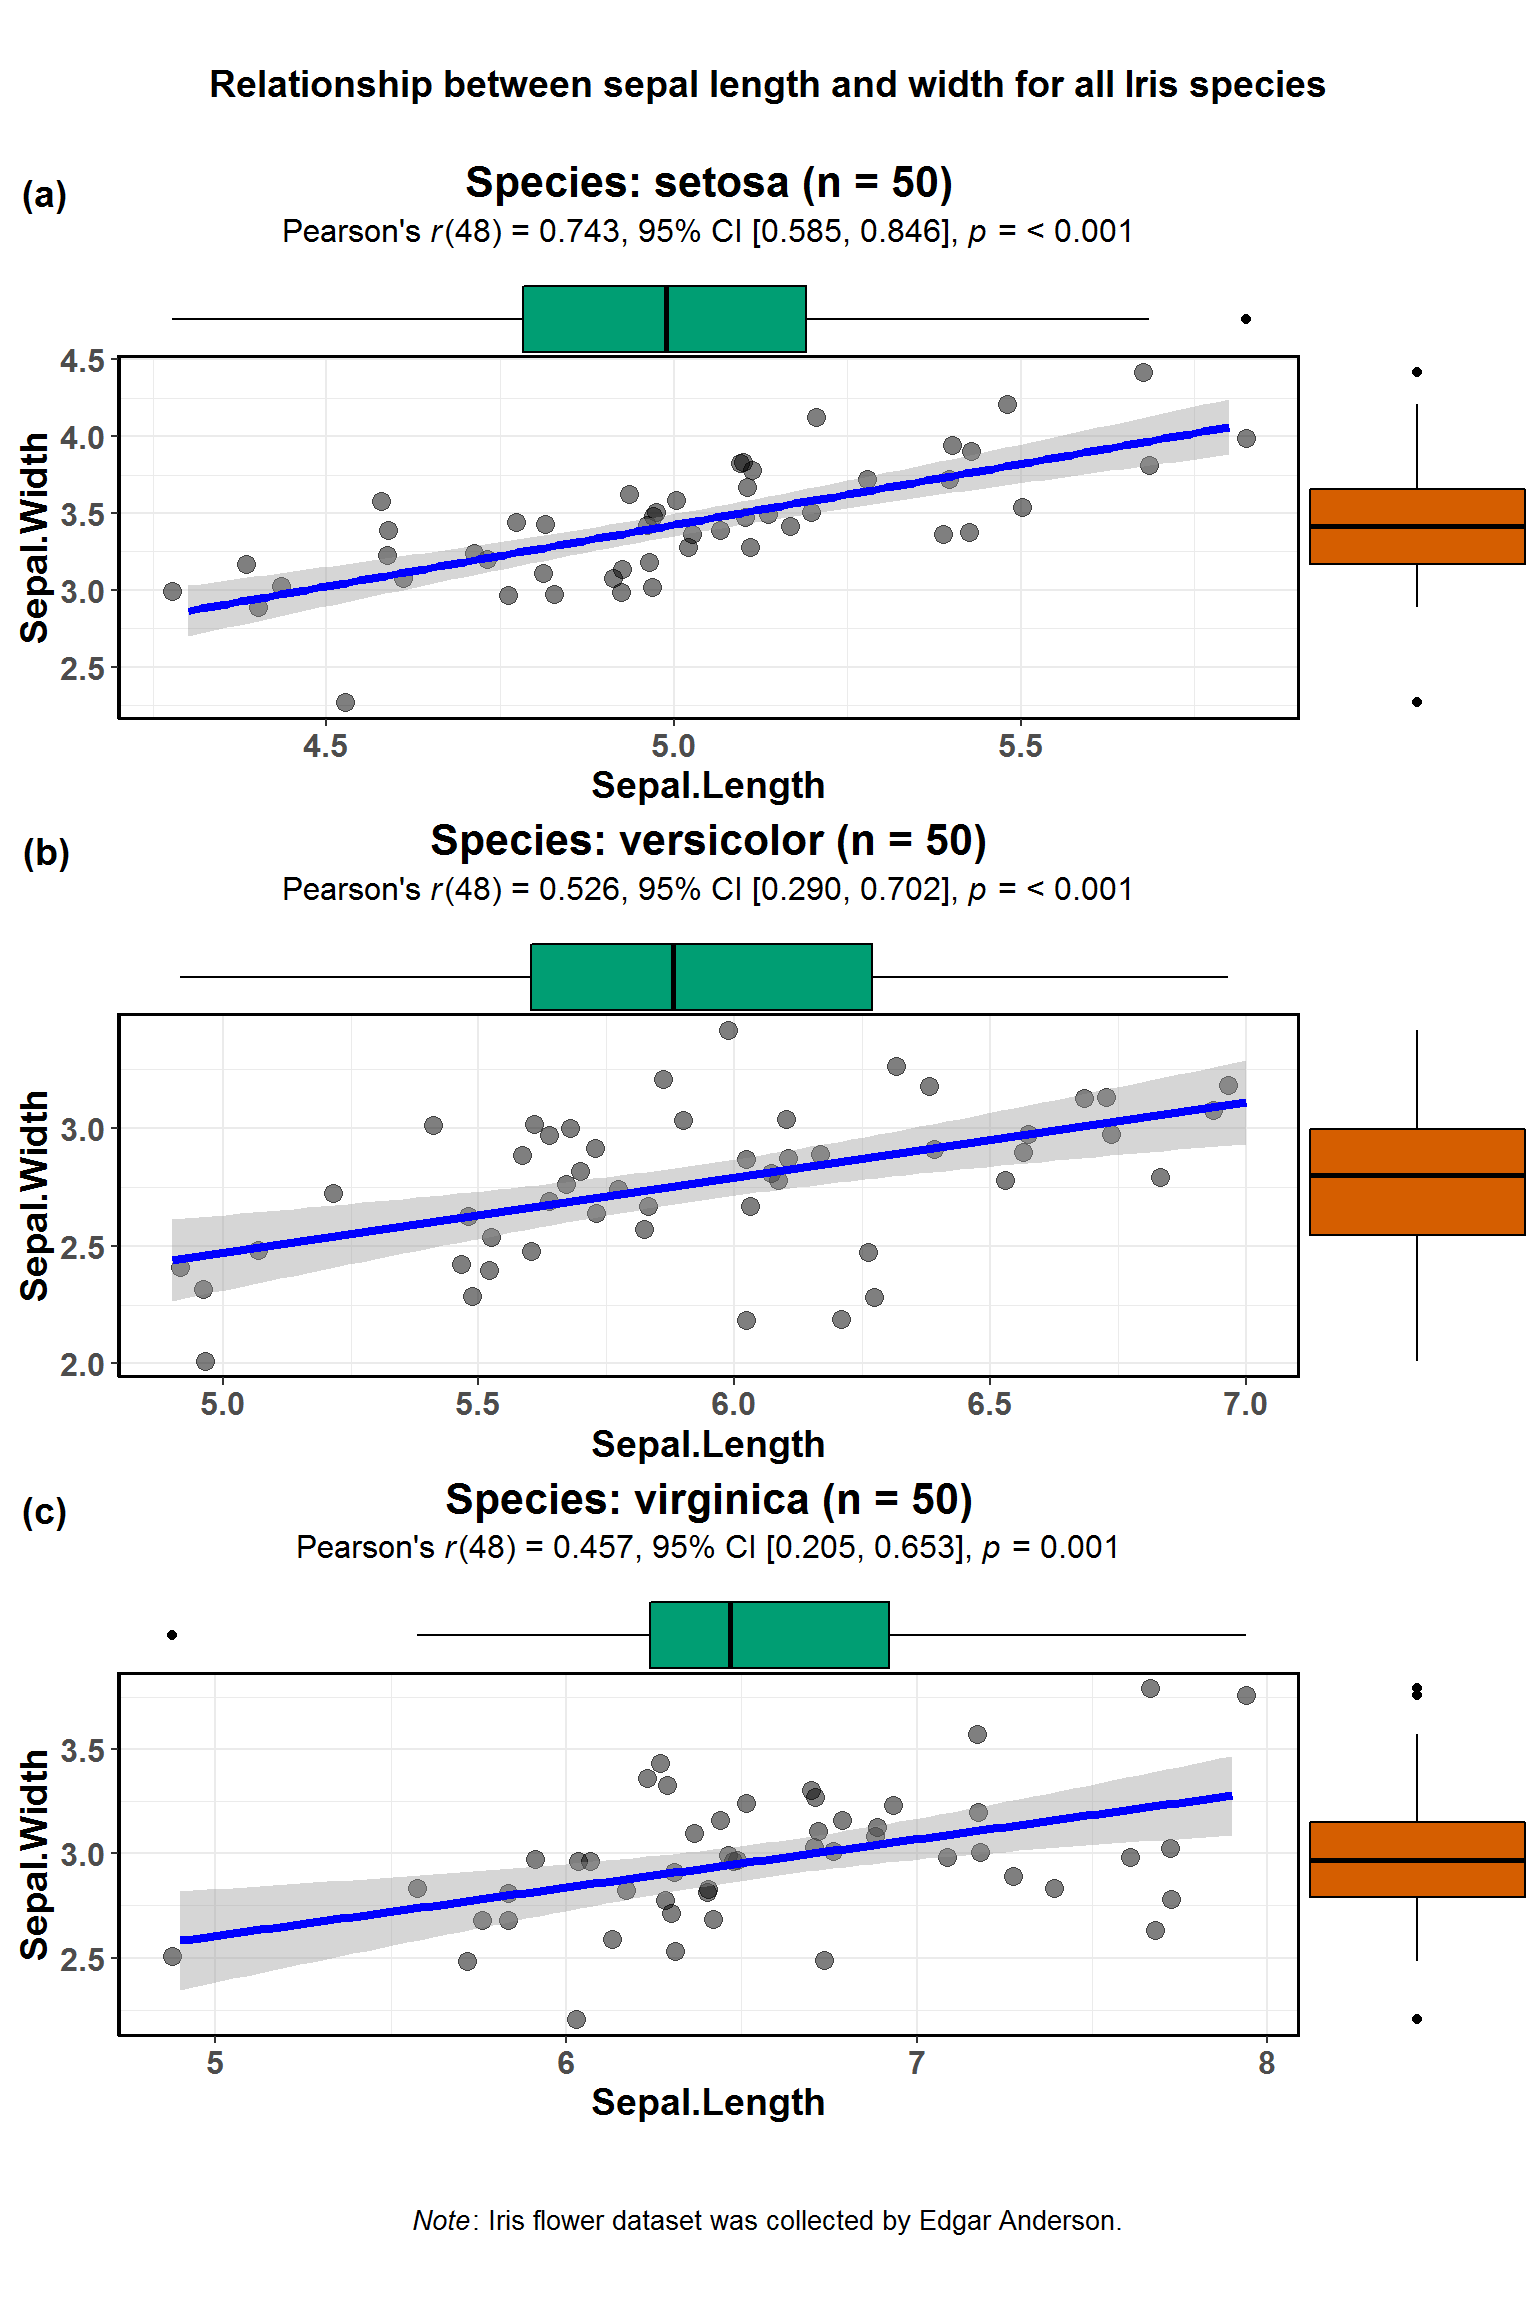 Relationship between sepal length and width for all Iris species
(a)
Species: setosa (n = 50)
Pearson's r(48) = 0.743, 95% CI [0.585, 0.846], p = < 0.001
4.5
4.0
3.5
3.0
2.5
Sepal.Width
4.5 5.0 5.5
Sepal.Length
(b)
Species: versicolor (n = 50)
Pearson's r(48) = 0.526, 95% CI [0.290, 0.702], p = < 0.001
3.0
2.5
2.0
Sepal.Width
5.0 5.5 6.0 6.5 7.0
Sepal.Length
(c)
Species: virginica (n = 50)
Pearson's r(48) = 0.457, 95% CI [0.205, 0.653], p = 0.001
3.5
3.0
2.5
Sepal.Width
5 6 7 8
Sepal.Length
Note: Iris flower dataset was collected by Edgar Anderson.